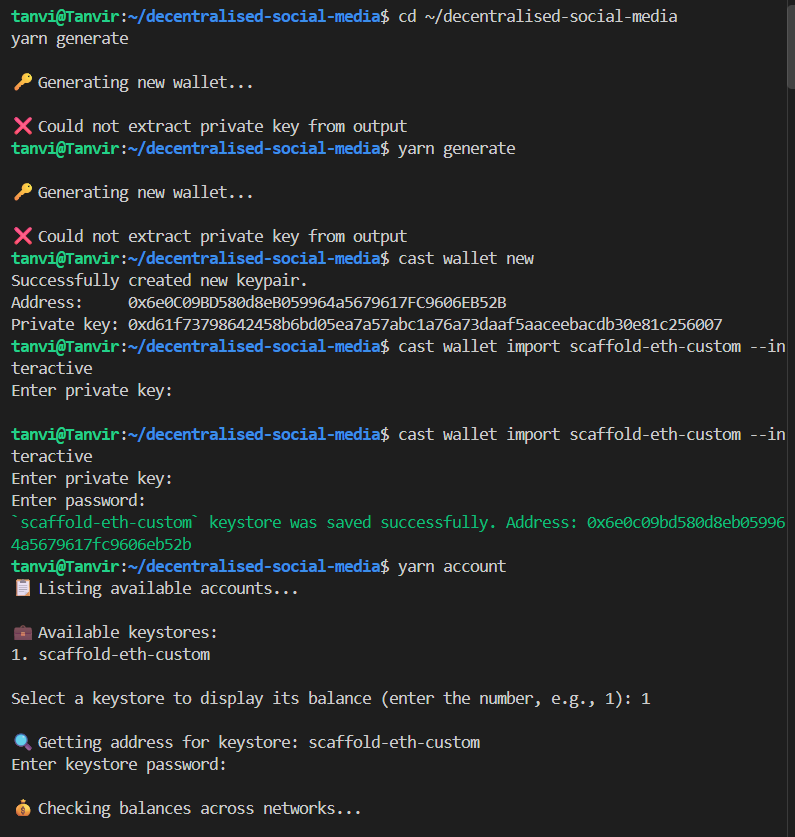 tanvi@Tanvir:~/decentralised-social-media$ cd ~/decentralised-social-media
yarn generate
🔑 Generating new wallet...
❌ Could not extract private key from output
tanvi@Tanvir:~/decentralised-social-media$ yarn generate
🔑 Generating new wallet...
❌ Could not extract private key from output
tanvi@Tanvir:~/decentralised-social-media$ cast wallet new
Successfully created new keypair.
Address:     0x6e0C09BD580d8eB059964a5679617FC9606EB52B
Private key: 0xd61f73798642458b6bd05ea7a57abc1a76a73daaf5aaceebacdb30e81c256007
tanvi@Tanvir:~/decentralised-social-media$ cast wallet import scaffold-eth-custom --in
teractive
Enter private key:
tanvi@Tanvir:~/decentralised-social-media$ cast wallet import scaffold-eth-custom --in
teractive
Enter private key:
Enter password:
`scaffold-eth-custom` keystore was saved successfully. Address: 0x6e0c09bd580d8eb05996
4a5679617fc9606eb52b
tanvi@Tanvir:~/decentralised-social-media$ yarn account
📋 Listing available accounts...
💼 Available keystores:
1. scaffold-eth-custom
Select a keystore to display its balance (enter the number, e.g., 1): 1
🔍 Getting address for keystore: scaffold-eth-custom
Enter keystore password:
💰 Checking balances across networks...